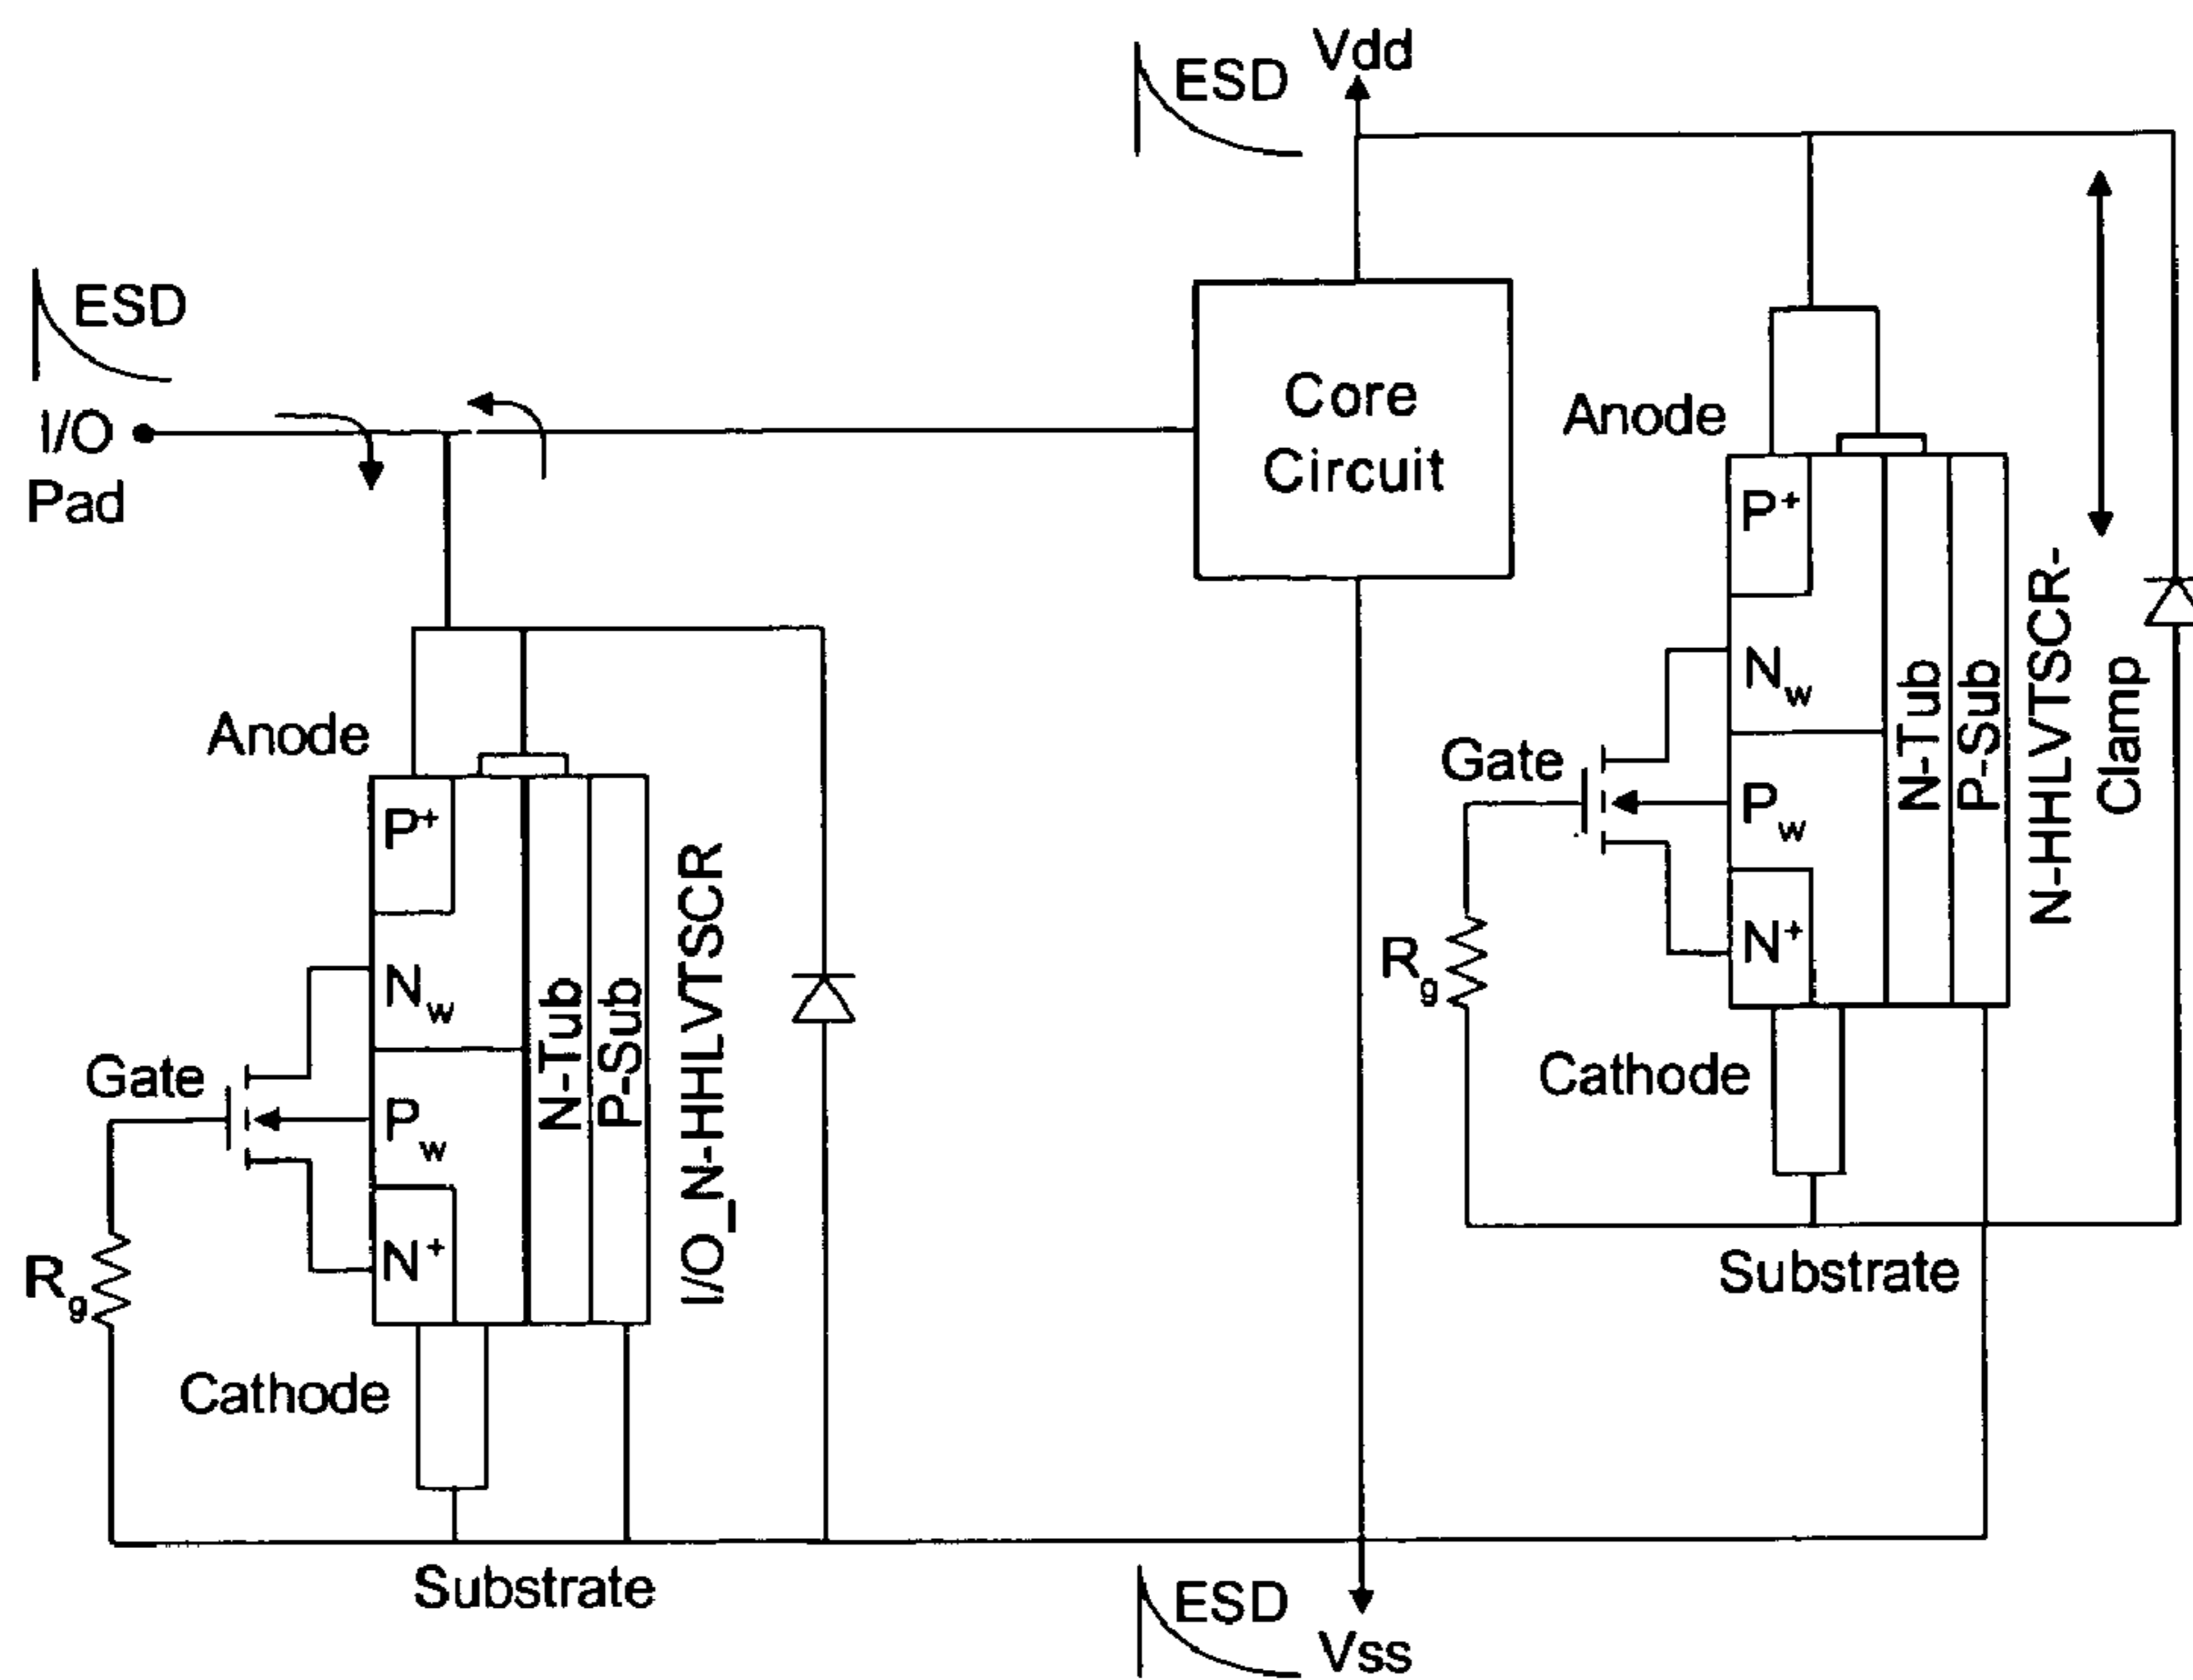 ESD
Vdd
ESD
I/O
Pad
Core
Circuit
Anode
P+
Nw
Pw
N+
N-Tub
P-Sub
N-HHLVTSCR-
Clamp
Gate
Rg
Cathode
Substrate
Anode
P+
Nw
Pw
N+
N-Tub
P-Sub
I/O_N-HHLVTSCR
Gate
Rg
Cathode
Substrate
ESD
Vss